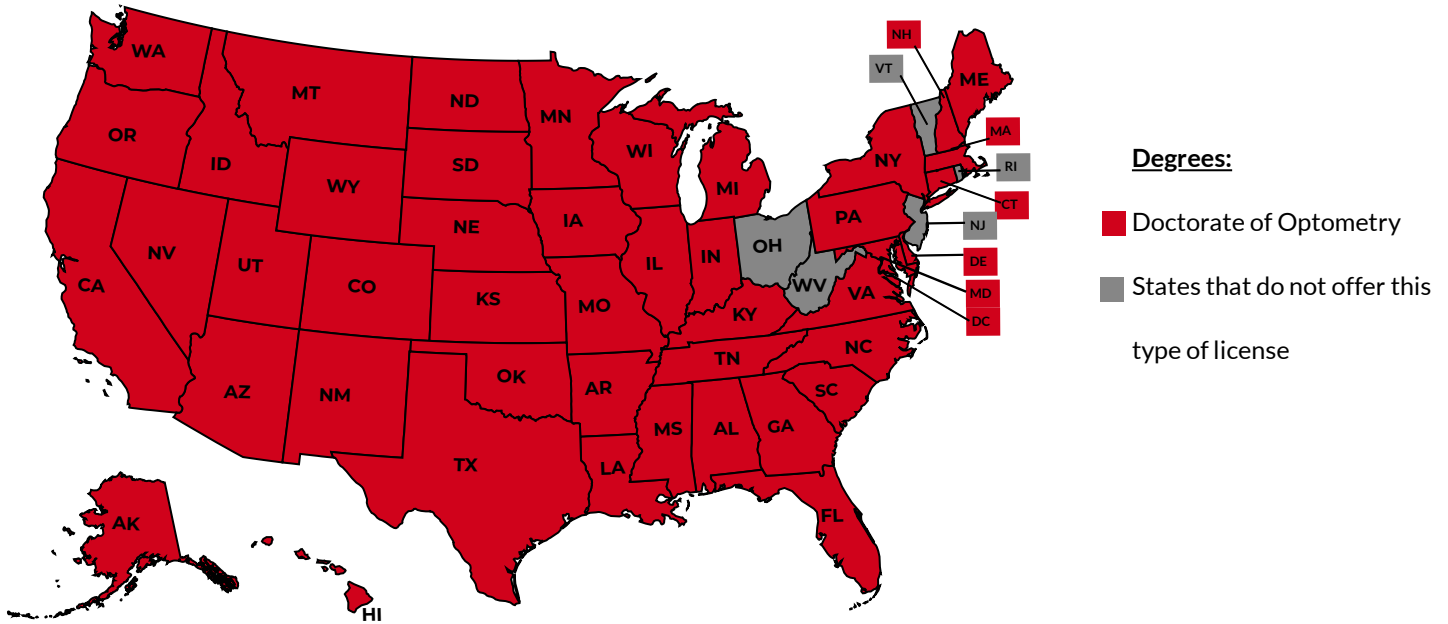 WA
MT
ND
MN
OR
ID
SD
WI
MI
NY
ME
NH
VT
MA
RI
CT
NJ
DE
MD
DC
WY
NE
IA
PA
NV
UT
CO
KS
MO
IL
IN
OH
WV
VA
CA
KY
AZ
NM
OK
AR
TN
NC
SC
MS
AL
GA
TX
LA
FL
AK
HI
Degrees:
Doctorate of Optometry
States that do not offer this
type of license